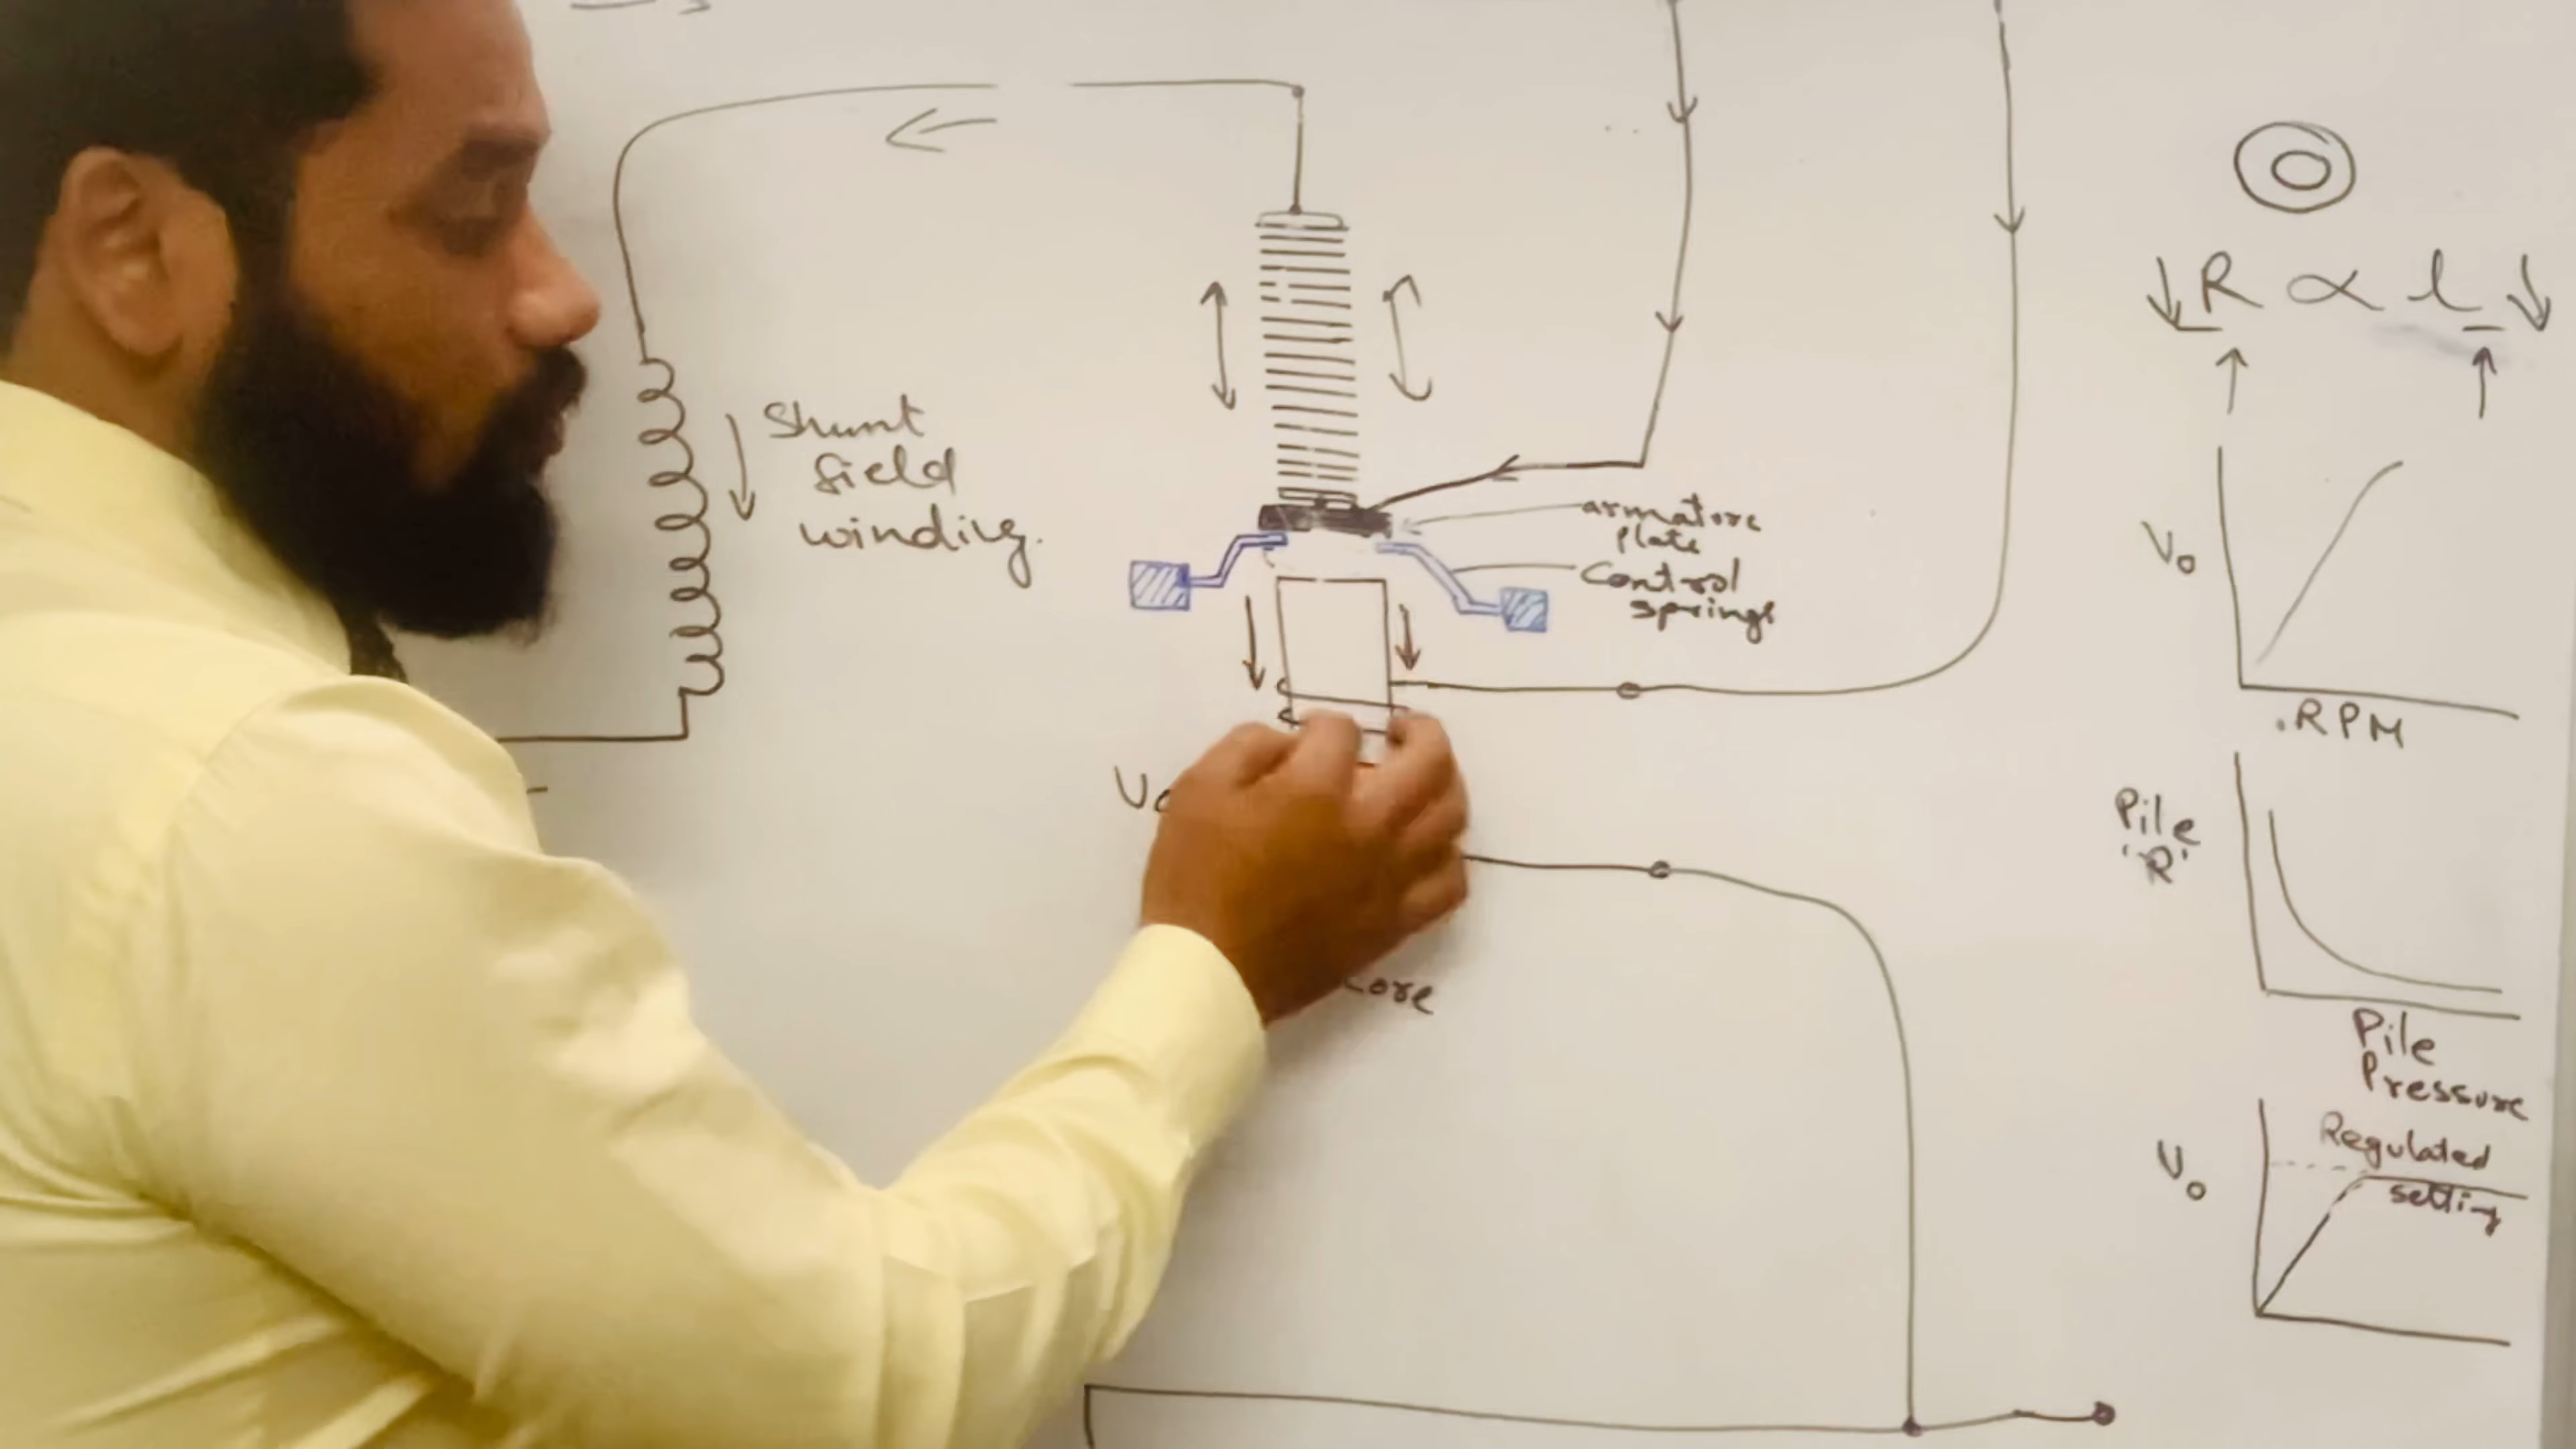 Shunt
field
winding.
armature
plate
Control
springs
core
↓R ∝ l↓
Vo
.RPM
Pile
'R'
Pile
Pressure
Vo
Regulated
setting